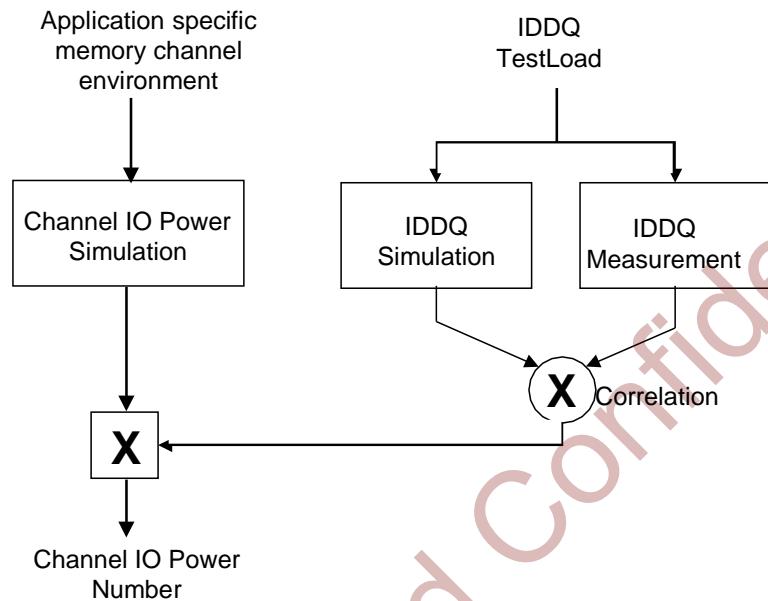 Application specific
memory channel
environment
IDDQ
TestLoad
Channel IO Power
Simulation
IDDQ
Simulation
IDDQ
Measurement
X
Correlation
X
Channel IO Power
Number